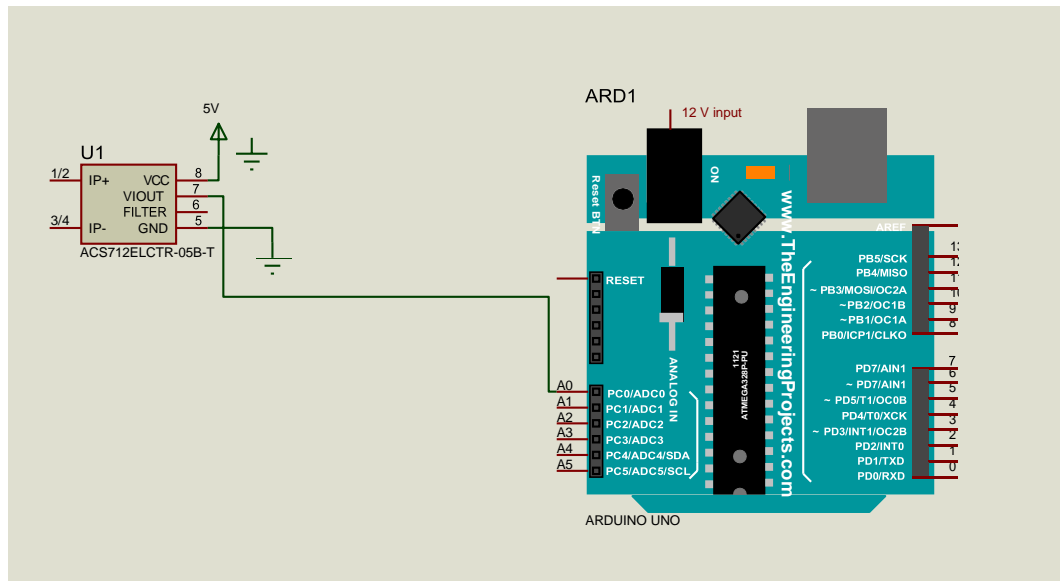 ARD1
12 V input
5V
U1
1/2
IP+
VCC
8
VIOUT
7
FILTER
6
3/4
IP-
GND
5
ACS712ELCTR-05B-T
Reset BTN
ON
www.TheEngineeringProjects.com
AREF
13
PB5/SCK
12
PB4/MISO
11
~ PB3/MOSI/OC2A
10
~PB2/OC1B
9
~PB1/OC1A
8
PB0/ICP1/CLKO
RESET
1121
ATMEGA328P-PU
ANALOG IN
PD7/AIN1
7
~ PD7/AIN1
6
~ PD5/T1/OC0B
5
PD4/T0/XCK
4
~ PD3/INT1/OC2B
3
PD2/INT0
2
PD1/TXD
1
PD0/RXD
0
A0
PC0/ADC0
A1
PC1/ADC1
A2
PC2/ADC2
A3
PC3/ADC3
A4
PC4/ADC4/SDA
A5
PC5/ADC5/SCL
ARDUINO UNO